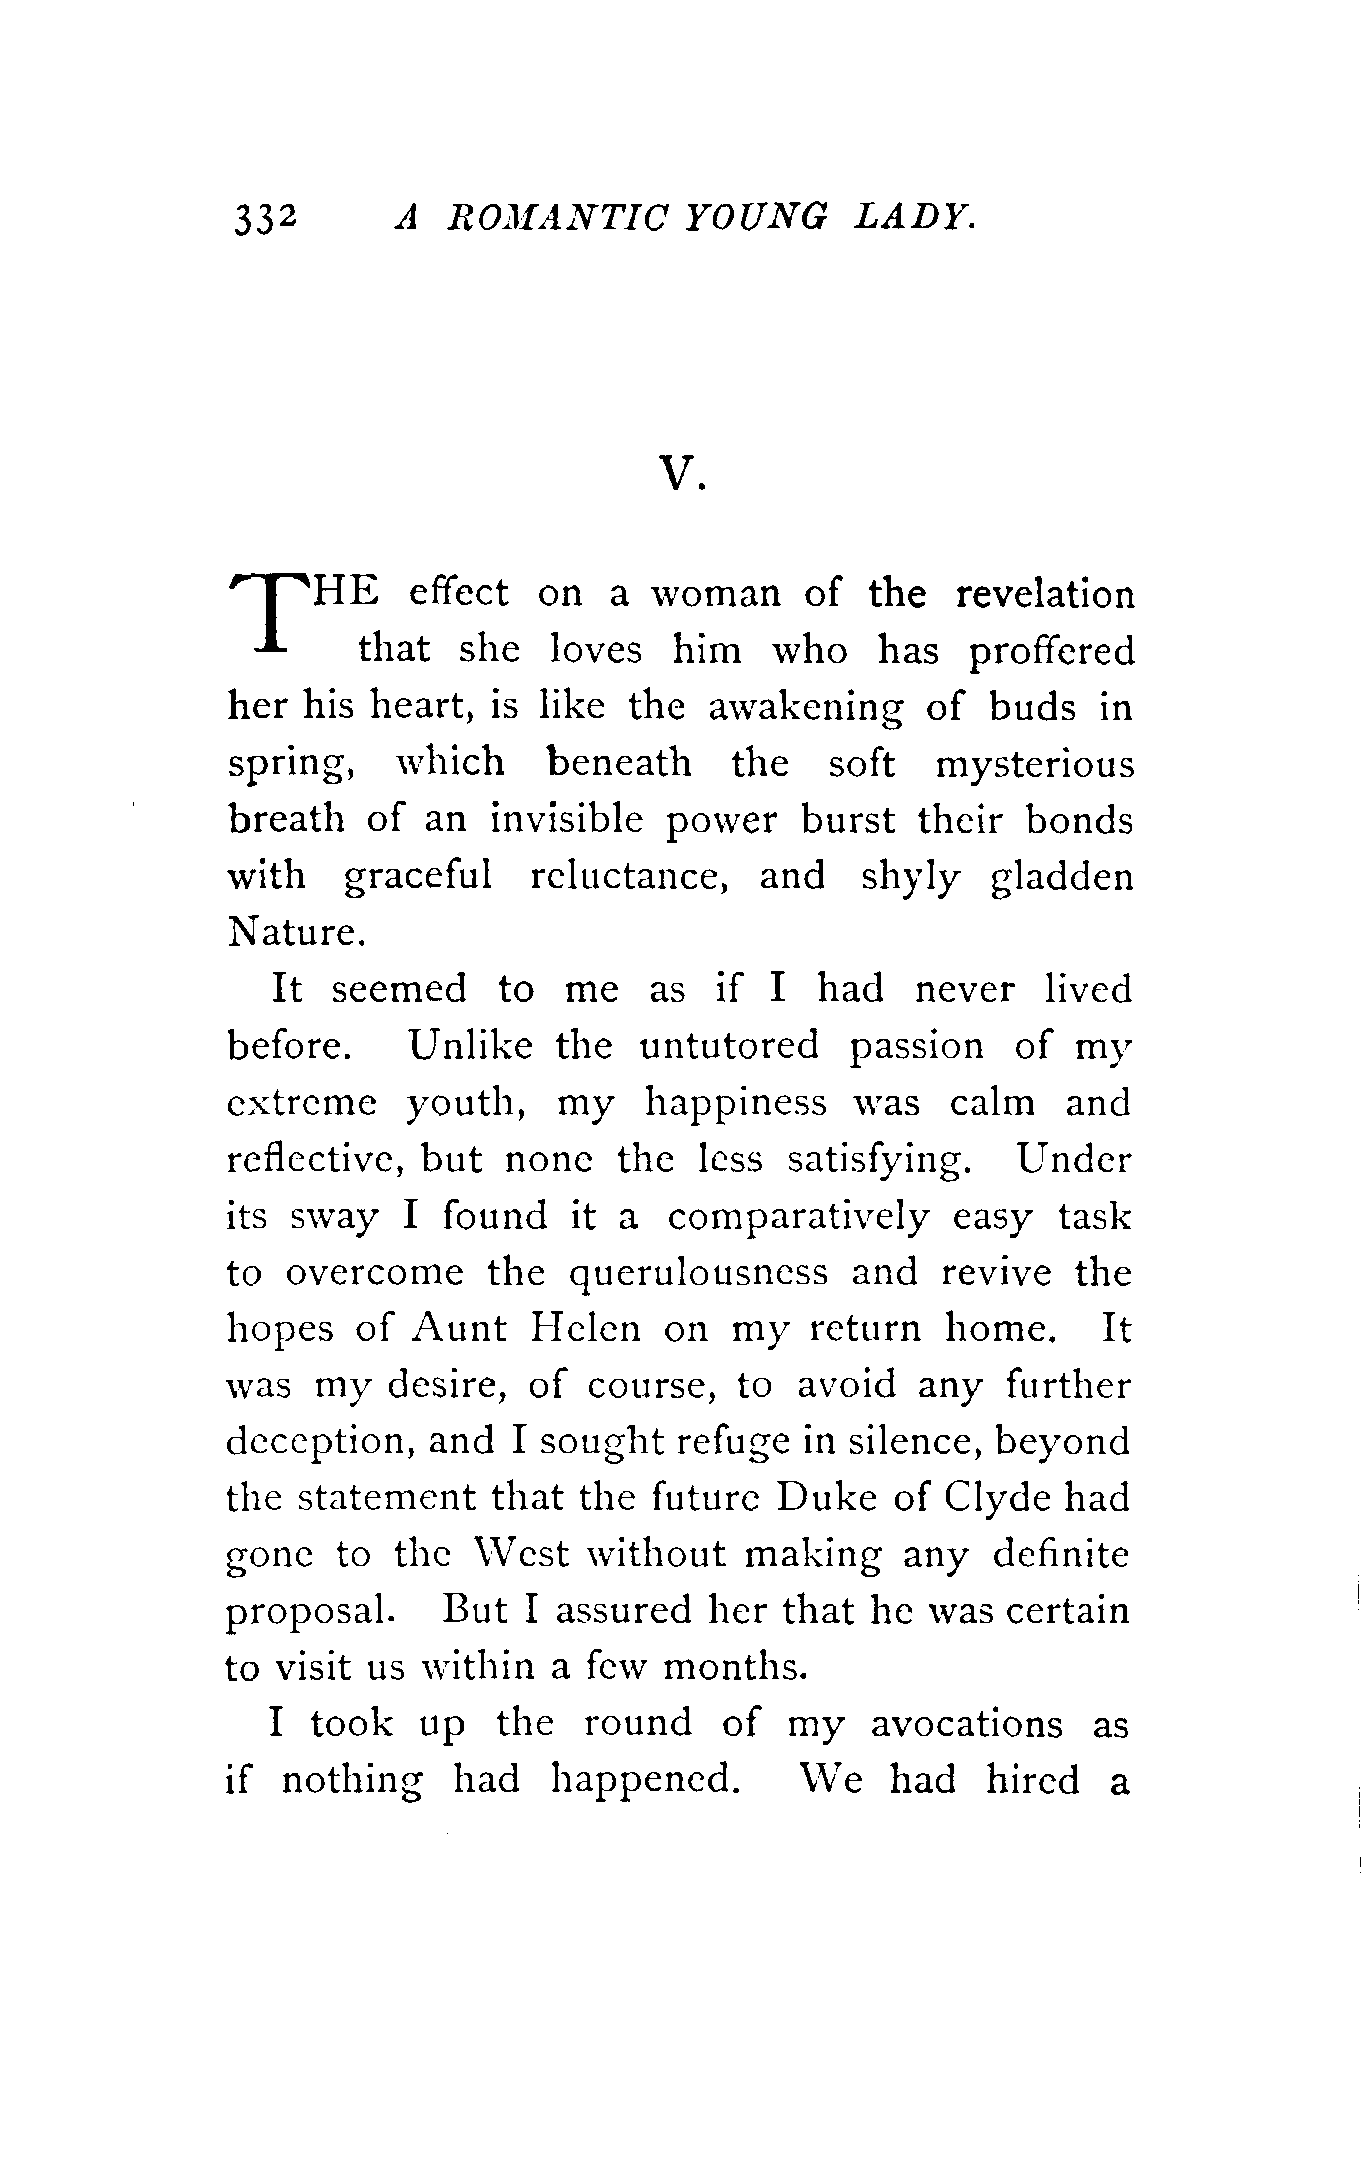 332 A ROMANTIC YOUNG LADY.
V.
THE effect on a woman of the revelation
that she loves him who has proffered
her his heart, is like the awakening of buds in
spring, which beneath the soft mysterious
breath of an invisible power burst their bonds
with graceful reluctance, and shyly gladden
Nature.
It seemed to me as if I had never lived
before. Unlike the untutored passion of my
extreme youth, my happiness was calm and
reflective, but none the less satisfying. Under
its sway I found it a comparatively easy task
to overcome the querulousness and revive the
hopes of Aunt Helen on my return home. It
was my desire, of course, to avoid any further
deception, and I sought refuge in silence, beyond
the statement that the future Duke of Clyde had
gone to the West without making any definite
proposal. But I assured her that he was certain
to visit us within a few months.
I took up the round of my avocations as
if nothing had happened. We had hired a